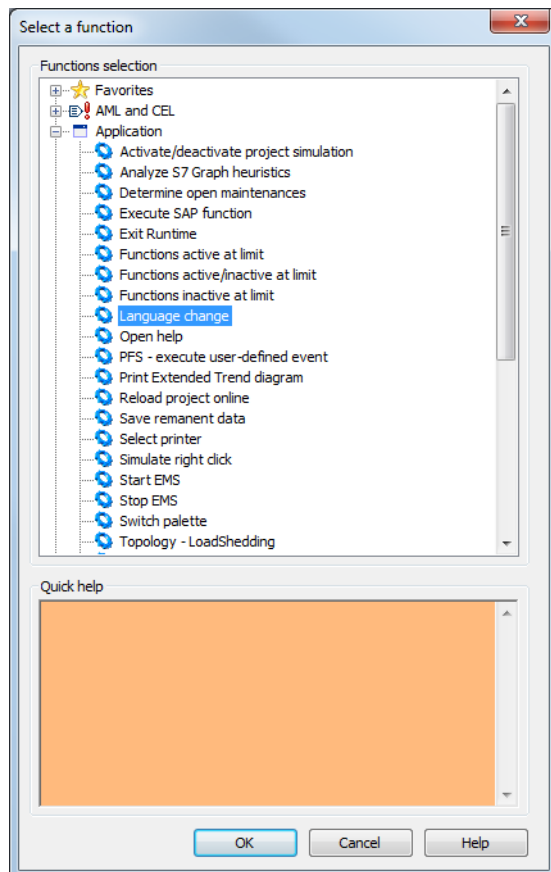 Select a function
Functions selection
Favorites
AML and CEL
Application
Activate/deactivate project simulation
Analyze S7 Graph heuristics
Determine open maintenances
Execute SAP function
Exit Runtime
Functions active at limit
Functions active/inactive at limit
Functions inactive at limit
Language change
Open help
PFS - execute user-defined event
Print Extended Trend diagram
Reload project online
Save remanent data
Select printer
Simulate right click
Start EMS
Stop EMS
Switch palette
Topology - LoadShedding
Quick help
OK Cancel Help